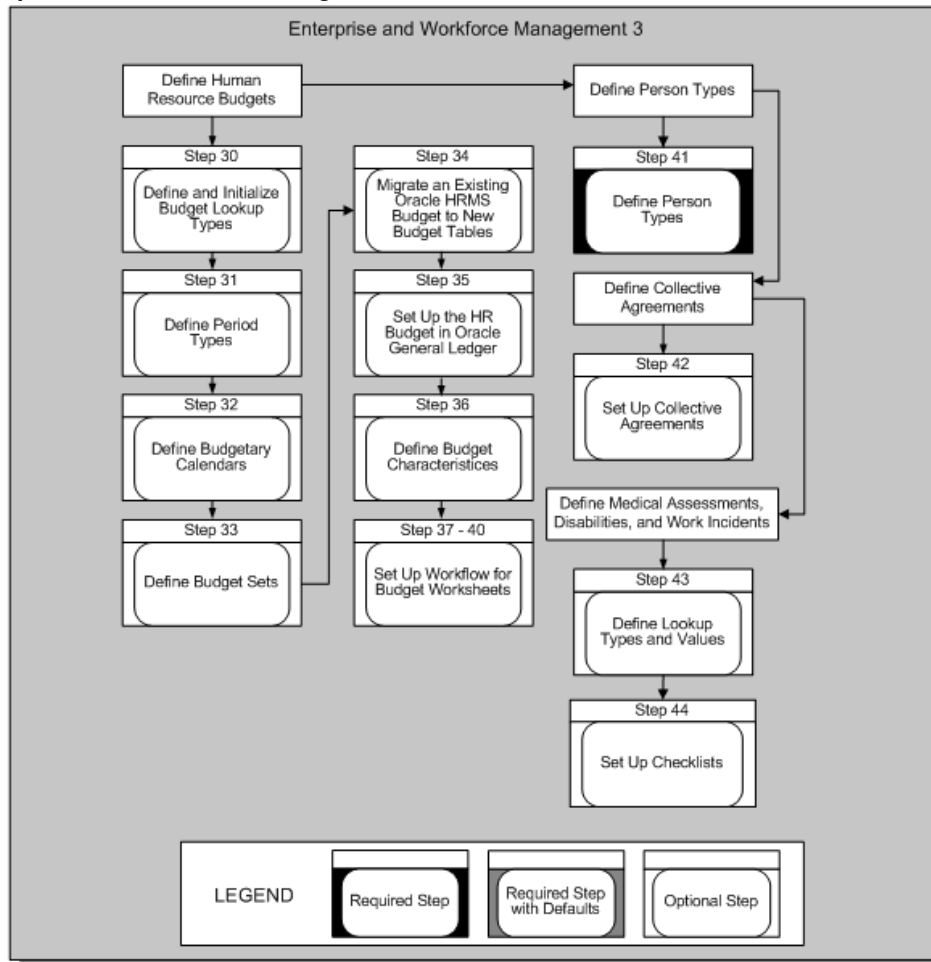 Enterprise and Workforce Management 3
Define Human
Resource Budgets
Step 30
Define and Initialize
Budget Lookup
Types
Step 31
Define Period
Types
Step 32
Define Budgetary
Calendars
Step 33
Define Budget Sets
Step 34
Migrate an Existing
Oracle HRMS
Budget to New
Budget Tables
Step 35
Set Up the HR
Budget in Oracle
General Ledger
Step 36
Define Budget
Characteristices
Step 37 - 40
Set Up Workflow for
Budget Worksheets
Define Person Types
Step 41
Define Person
Types
Define Collective
Agreements
Step 42
Set Up Collective
Agreements
Define Medical Assessments,
Disabilities, and Work Incidents
Step 43
Define Lookup
Types and Values
Step 44
Set Up Checklists
LEGEND
Required Step
Required Step
with Defaults
Optional Step